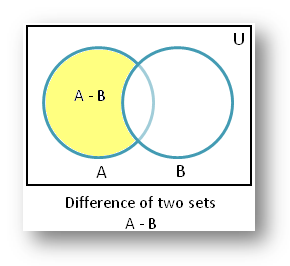 U
A - B
A B
Difference of two sets
A - B